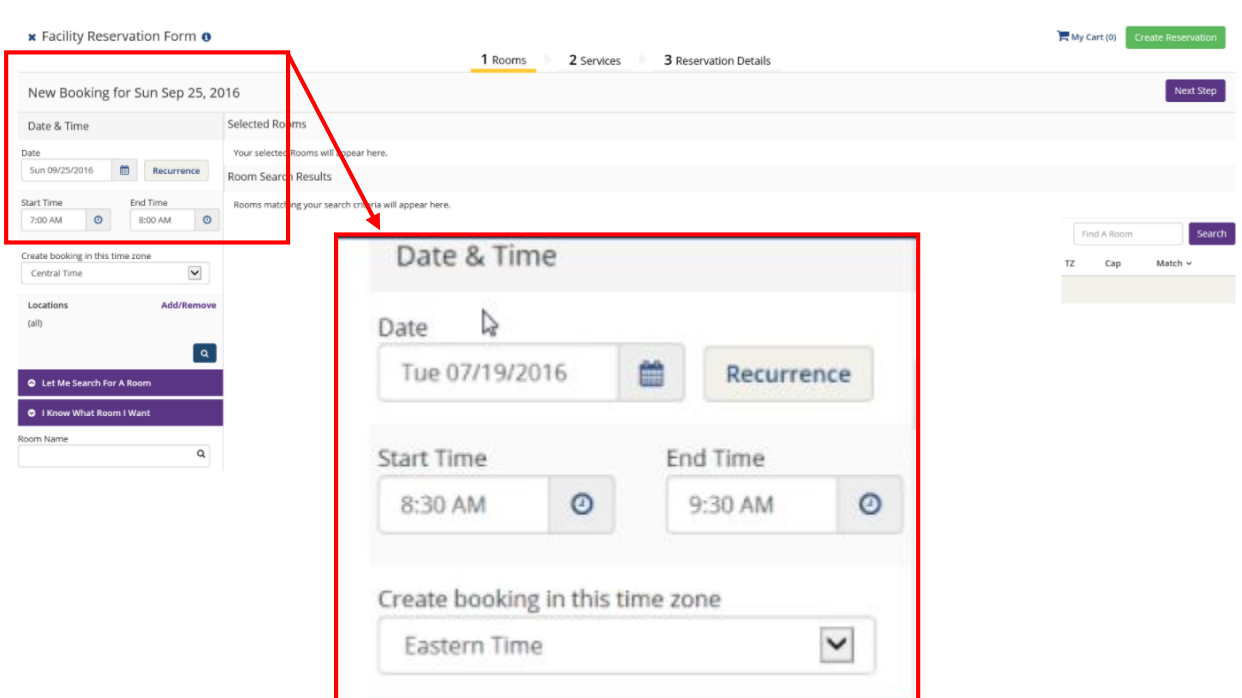 Facility Reservation Form
My Cart (0)
Create Reservation
1 Rooms
2 Services
3 Reservation Details
New Booking for Sun Sep 25, 2016
Next Step
Date & Time
Date
Sun 09/25/2016
Recurrence
Start Time
End Time
7:00 AM
8:00 AM
Create booking in this time zone
Central Time
Locations
Add/Remove
(all)
Let Me Search For A Room
I Know What Room I Want
Room Name
Selected Rooms
Your selected Rooms will appear here.
Room Search Results
Rooms matching your search criteria will appear here.
Find A Room
Search
TZ
Cap
Match
Date & Time
Date
Tue 07/19/2016
Recurrence
Start Time
End Time
8:30 AM
9:30 AM
Create booking in this time zone
Eastern Time